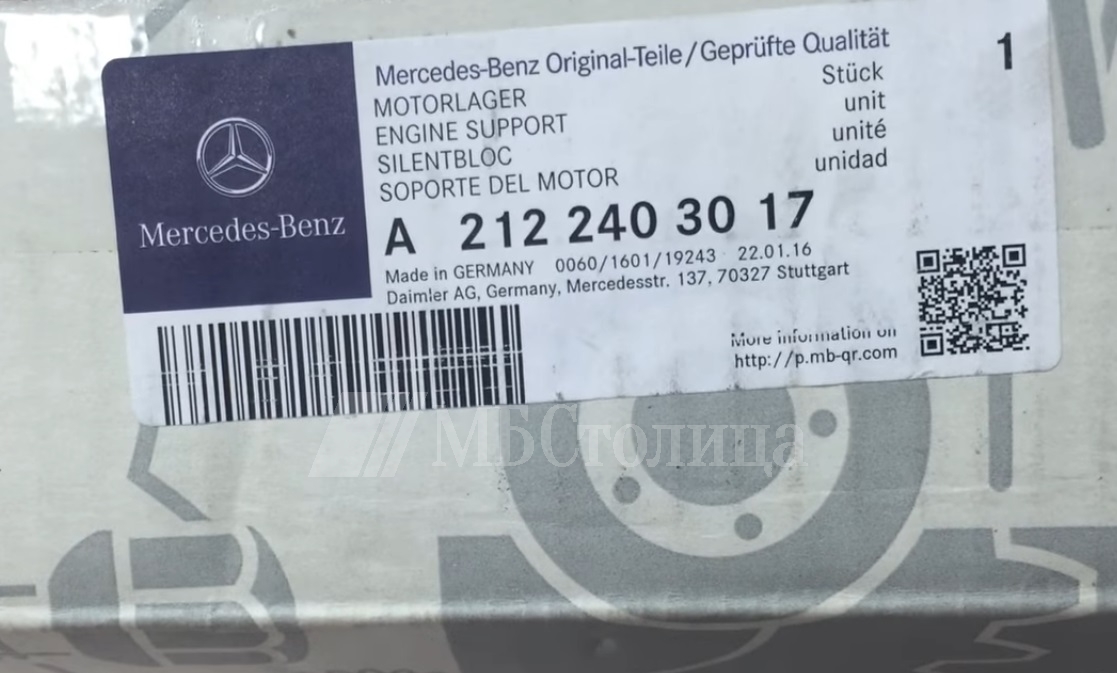 Mercedes-Benz Original-Teile/Geprüfte Qualität
1
MOTORLAGER
Stück
ENGINE SUPPORT
unit
SILENTBLOC
unité
SOPORTE DEL MOTOR
unidad
Mercedes-Benz
A 212 240 30 17
Made in GERMANY 0060/1601/19243 22.01.16
Daimler AG, Germany, Mercedesstr. 137, 70327 Stuttgart
More information on
http://p.mb-qr.com
МБСтолица